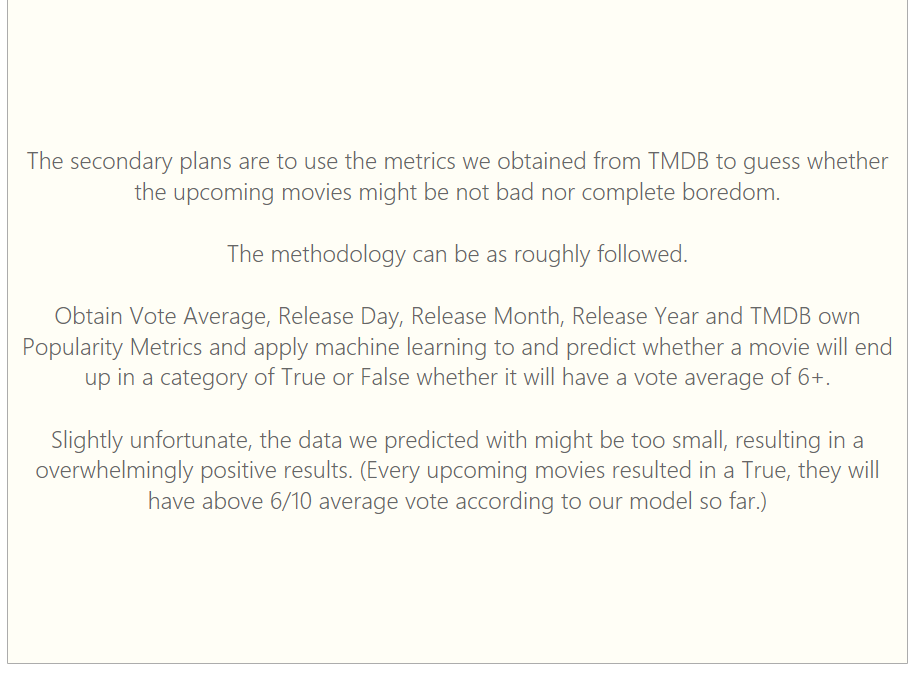 The secondary plans are to use the metrics we obtained from TMDB to guess whether
the upcoming movies might be not bad nor complete boredom.
The methodology can be as roughly followed.
Obtain Vote Average, Release Day, Release Month, Release Year and TMDB own
Popularity Metrics and apply machine learning to and predict whether a movie will end
up in a category of True or False whether it will have a vote average of 6+.
Slightly unfortunate, the data we predicted with might be too small, resulting in a
overwhelmingly positive results. (Every upcoming movies resulted in a True, they will
have above 6/10 average vote according to our model so far.)